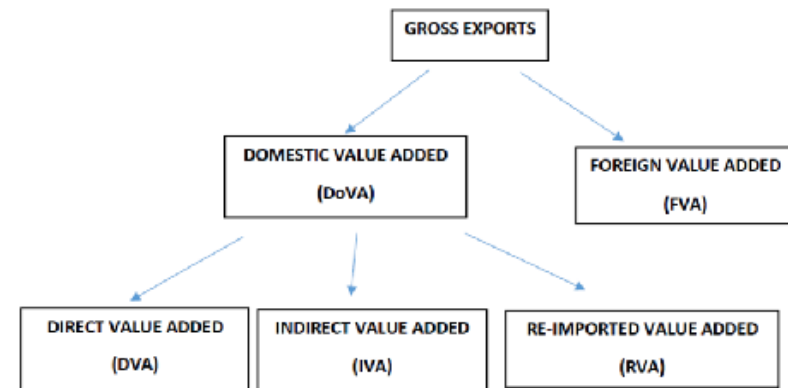 GROSS EXPORTS
DOMESTIC VALUE ADDED
(DoVA)
FOREIGN VALUE ADDED
(FVA)
DIRECT VALUE ADDED
(DVA)
INDIRECT VALUE ADDED
(IVA)
RE-IMPORTED VALUE ADDED
(RVA)